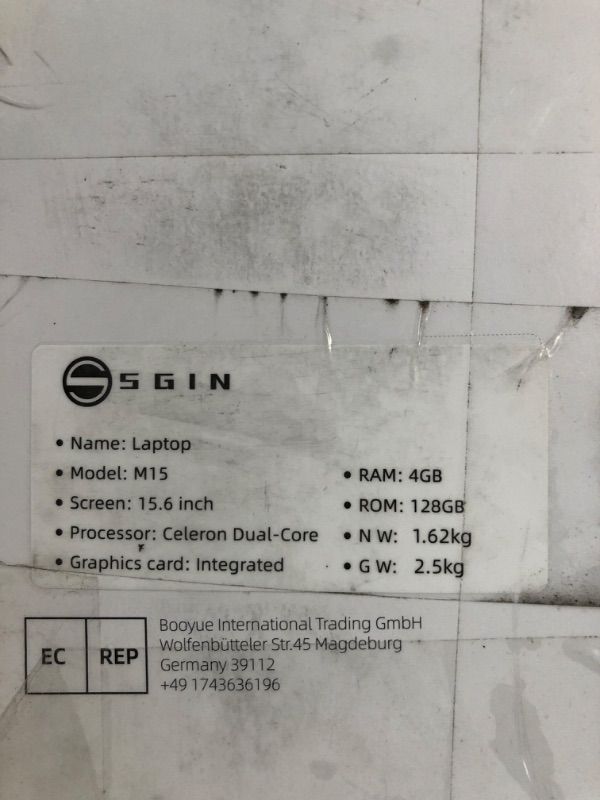 SGIN
• Name: Laptop
• Model: M15
• Screen: 15.6 inch
• Processor: Celeron Dual-Core
• Graphics card: Integrated
• RAM: 4GB
• ROM: 128GB
• N W: 1.62kg
• G W: 2.5kg
EC REP
Booyue International Trading GmbH
Wolfenbütteler Str.45 Magdeburg
Germany 39112
+49 1743636196